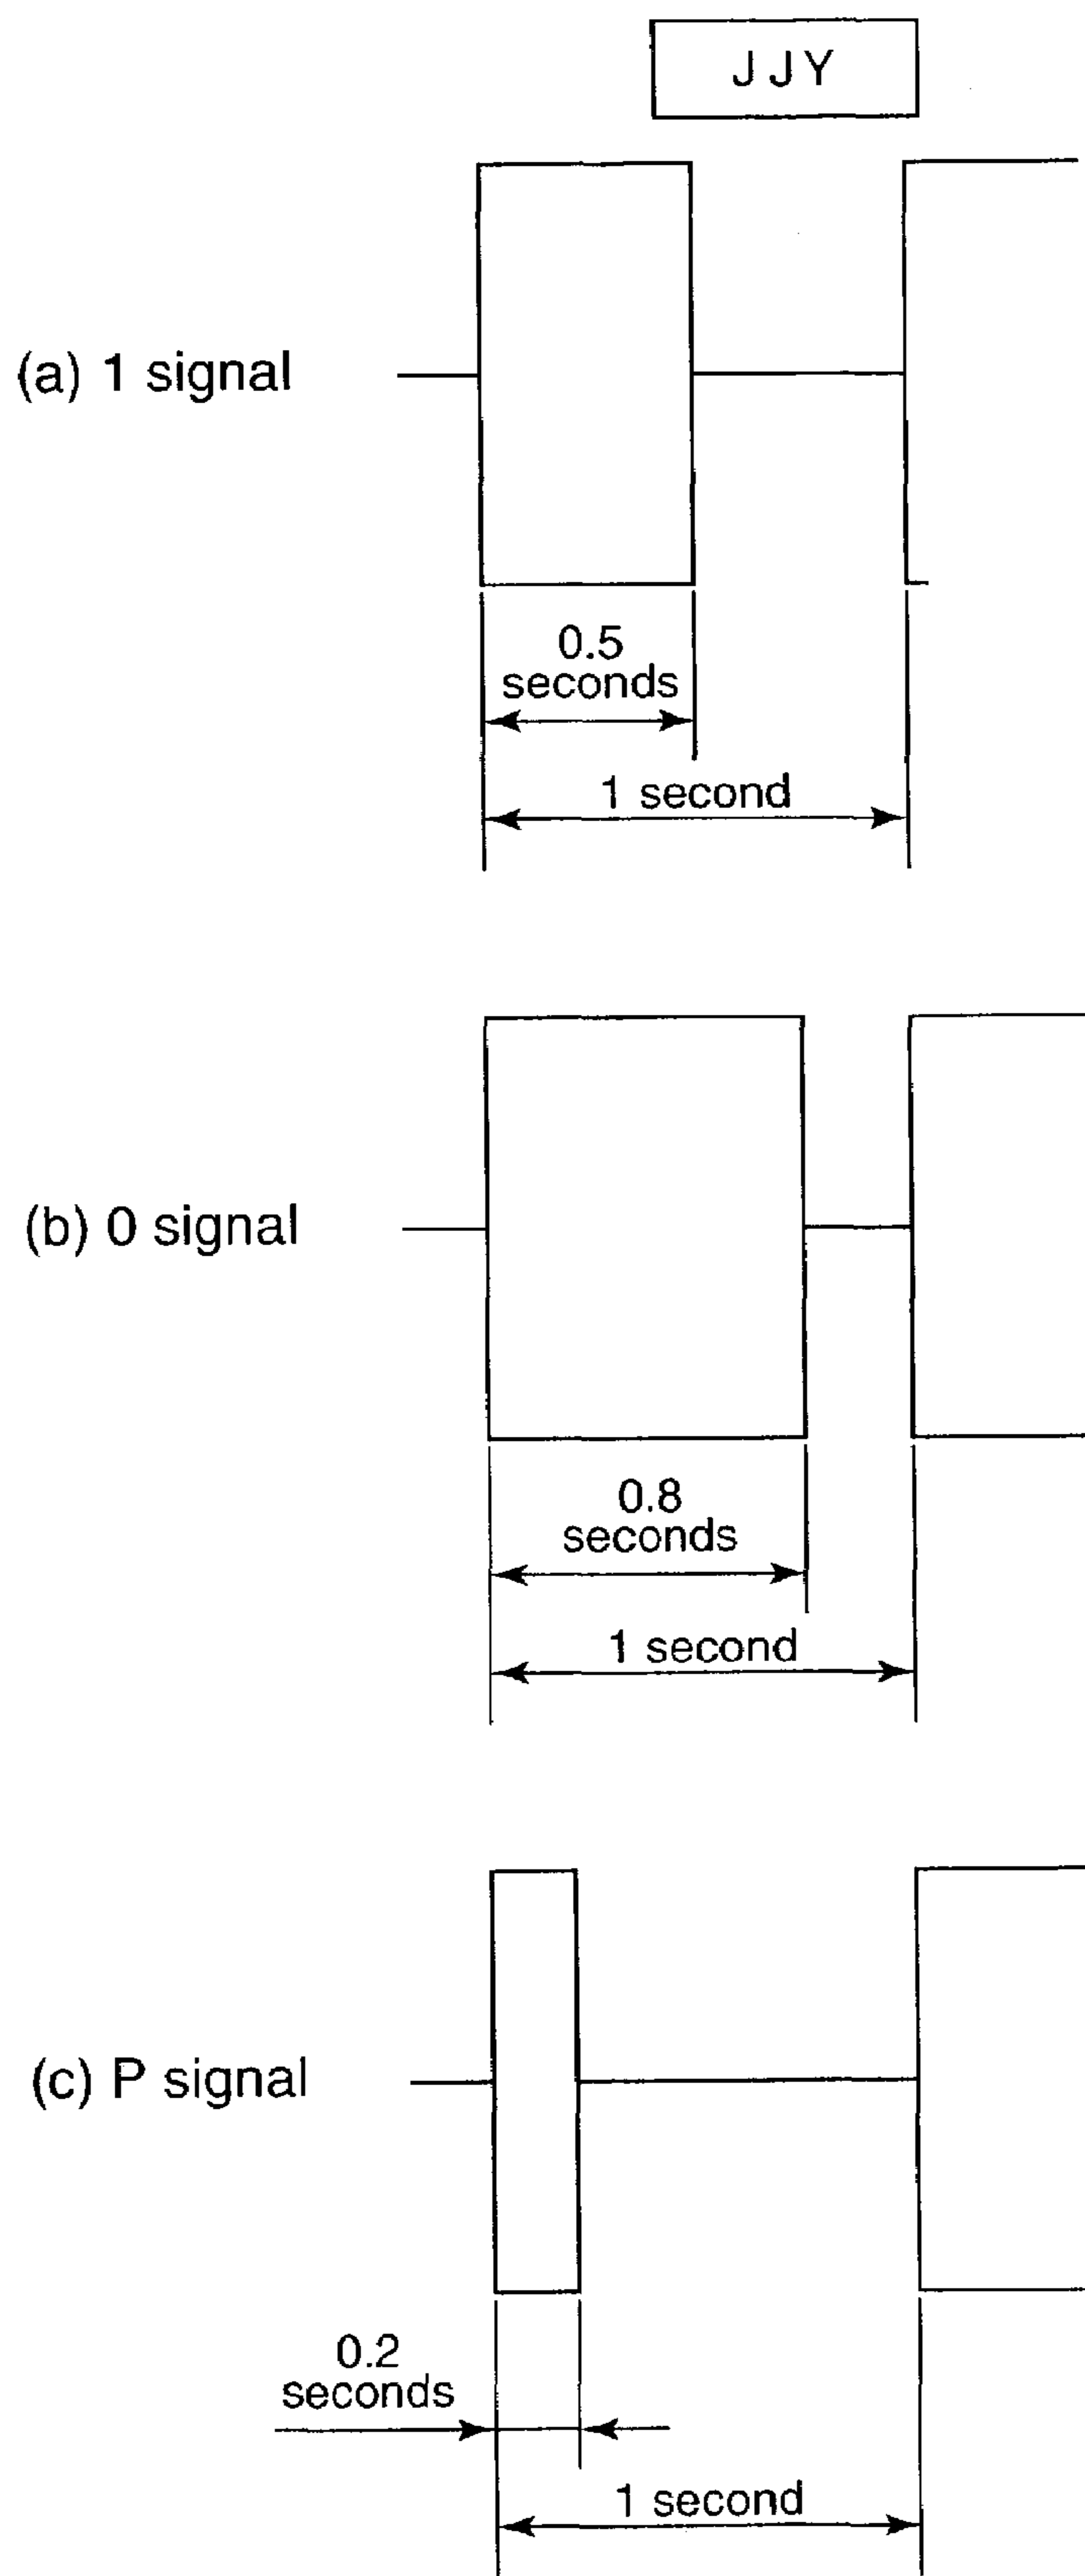 JJY
(a) 1 signal
0.5
seconds
1 second
(b) 0 signal
0.8
seconds
1 second
(c) P signal
0.2
seconds
1 second